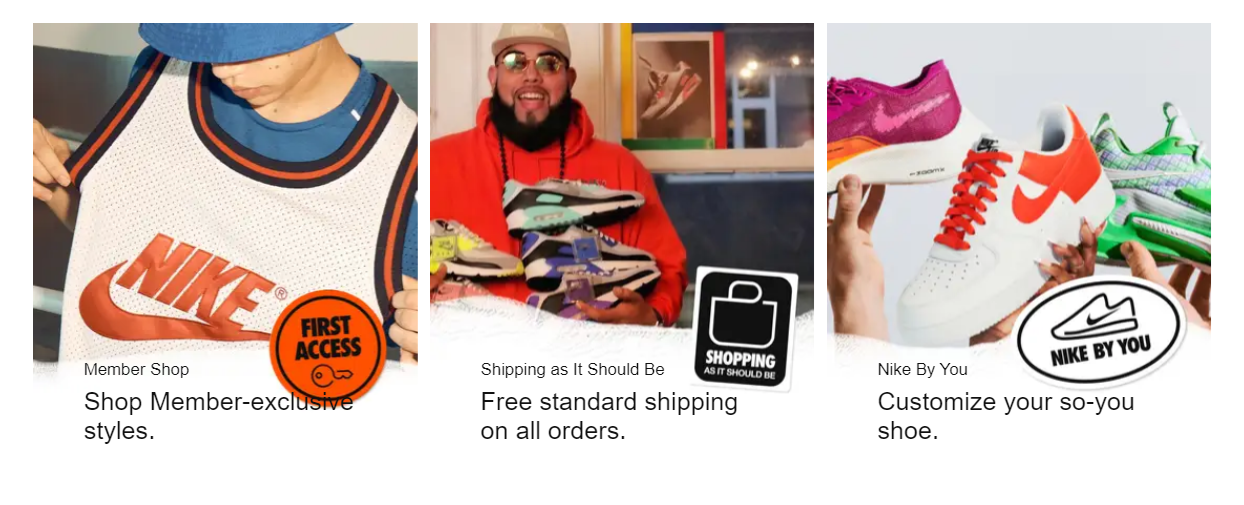 NIKE®
FIRST
ACCESS
Member Shop
Shop Member-exclusive
styles.
SHOPPING
AS IT SHOULD BE
Shipping as It Should Be
Free standard shipping
on all orders.
ZOOMX
NIKE BY YOU
Nike By You
Customize your so-you
shoe.